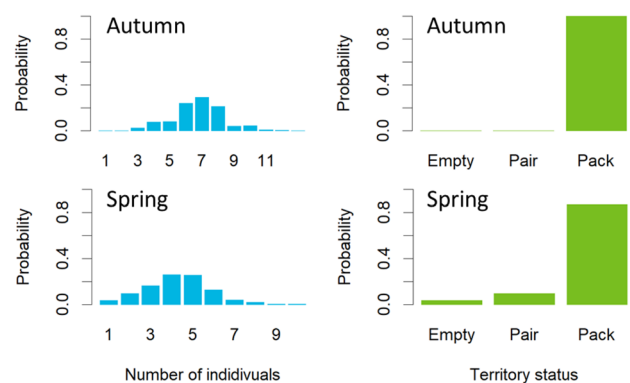 Autumn
Probability
0.0 0.4 0.8
1 3 5 7 9 11
Autumn
Probability
0.0 0.4 0.8
Empty Pair Pack
Spring
Probability
0.0 0.4 0.8
1 3 5 7 9
Number of indidivuals
Spring
Probability
0.0 0.4 0.8
Empty Pair Pack
Territory status